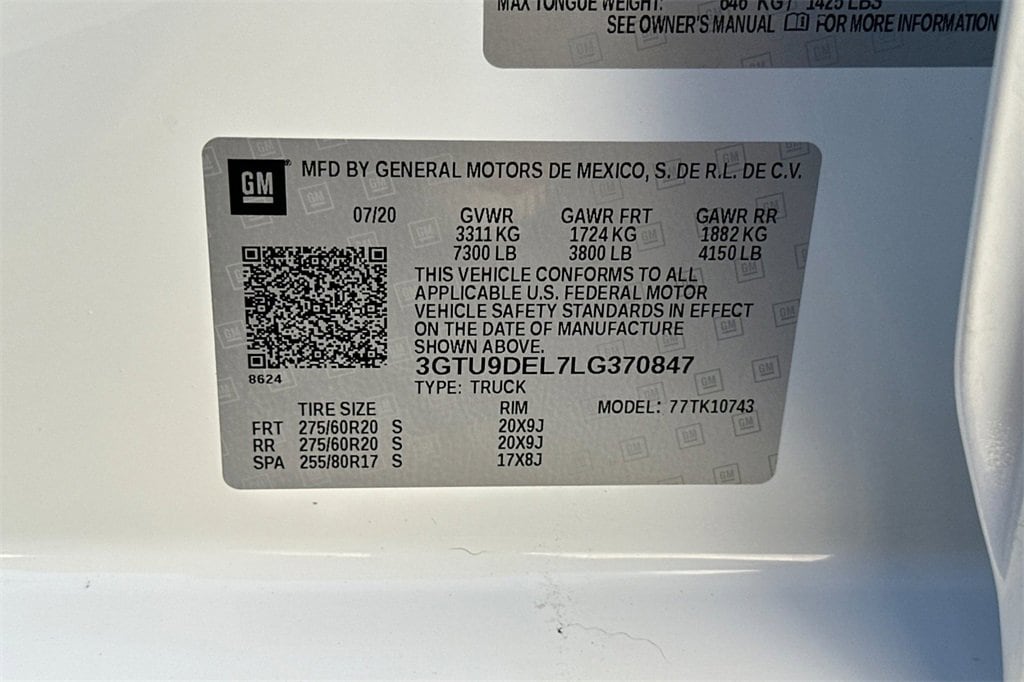 MAX TONGUE WEIGHT: 646 KG / 1425 LBS
SEE OWNER'S MANUAL FOR MORE INFORMATION
GM ® MFD BY GENERAL MOTORS DE MEXICO, S. DE R.L. DE C.V.
07/20 GVWR GAWR FRT GAWR RR
3311 KG 1724 KG 1882 KG
7300 LB 3800 LB 4150 LB
THIS VEHICLE CONFORMS TO ALL
APPLICABLE U.S. FEDERAL MOTOR
VEHICLE SAFETY STANDARDS IN EFFECT
ON THE DATE OF MANUFACTURE
SHOWN ABOVE.
3GTU9DEL7LG370847
8624
TYPE: TRUCK
TIRE SIZE RIM MODEL: 77TK10743
FRT 275/60R20 S 20X9J
RR 275/60R20 S 20X9J
SPA 255/80R17 S 17X8J